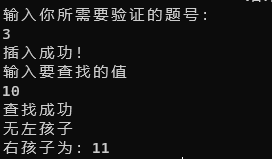 输入你所需要验证的题号:
3
插入成功!
输入要查找的值
10
查找成功
无左孩子
右孩子为: 11